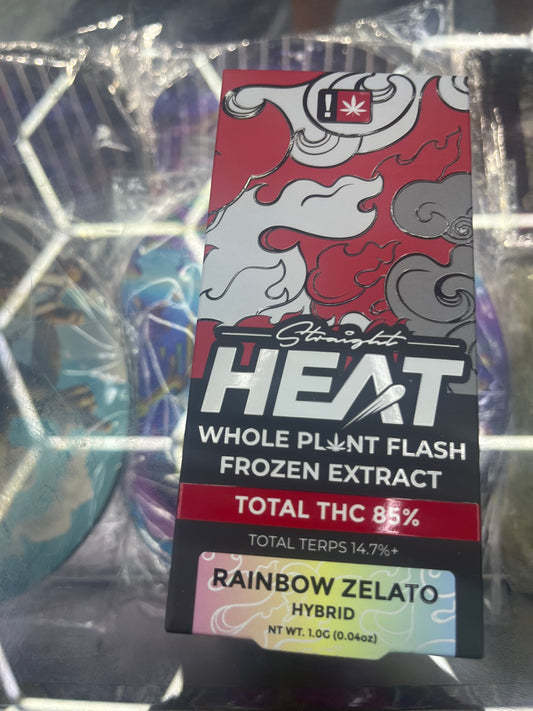 !
Straight
HEAT
WHOLE PLANT FLASH
FROZEN EXTRACT
TOTAL THC 85%
TOTAL TERPS 14.7%+
RAINBOW ZELATO
HYBRID
NT WT. 1.0G (0.04oz)